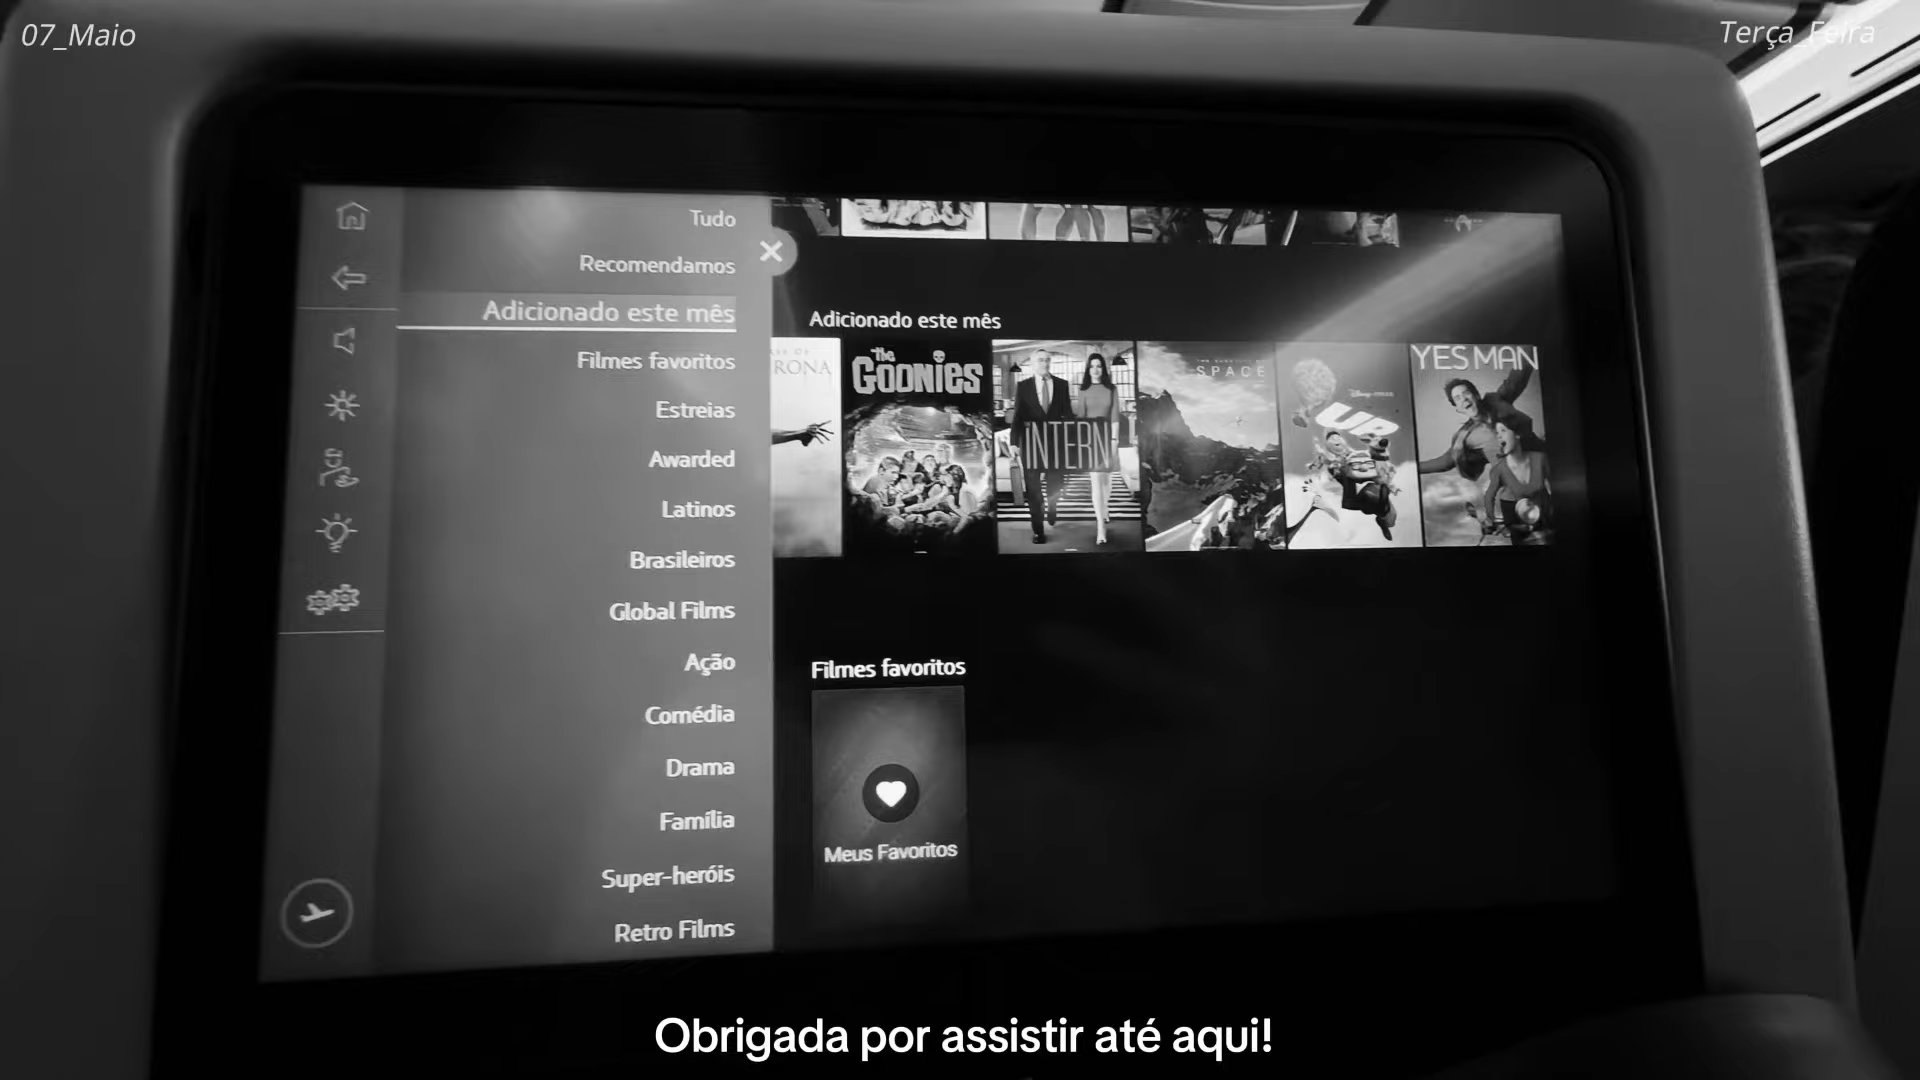 07_Maio
Terça_Feira
Tudo
Recomendamos
Adicionado este mês
Filmes favoritos
Estreias
Awarded
Latinos
Brasileiros
Global Films
Ação
Comédia
Drama
Família
Super-heróis
Retro Films
Adicionado este mês
RONA
the
GOONIES
INTERN
SPACE
Disney PIXAR
UP
YES MAN
Filmes favoritos
Meus Favoritos
Obrigada por assistir até aqui!